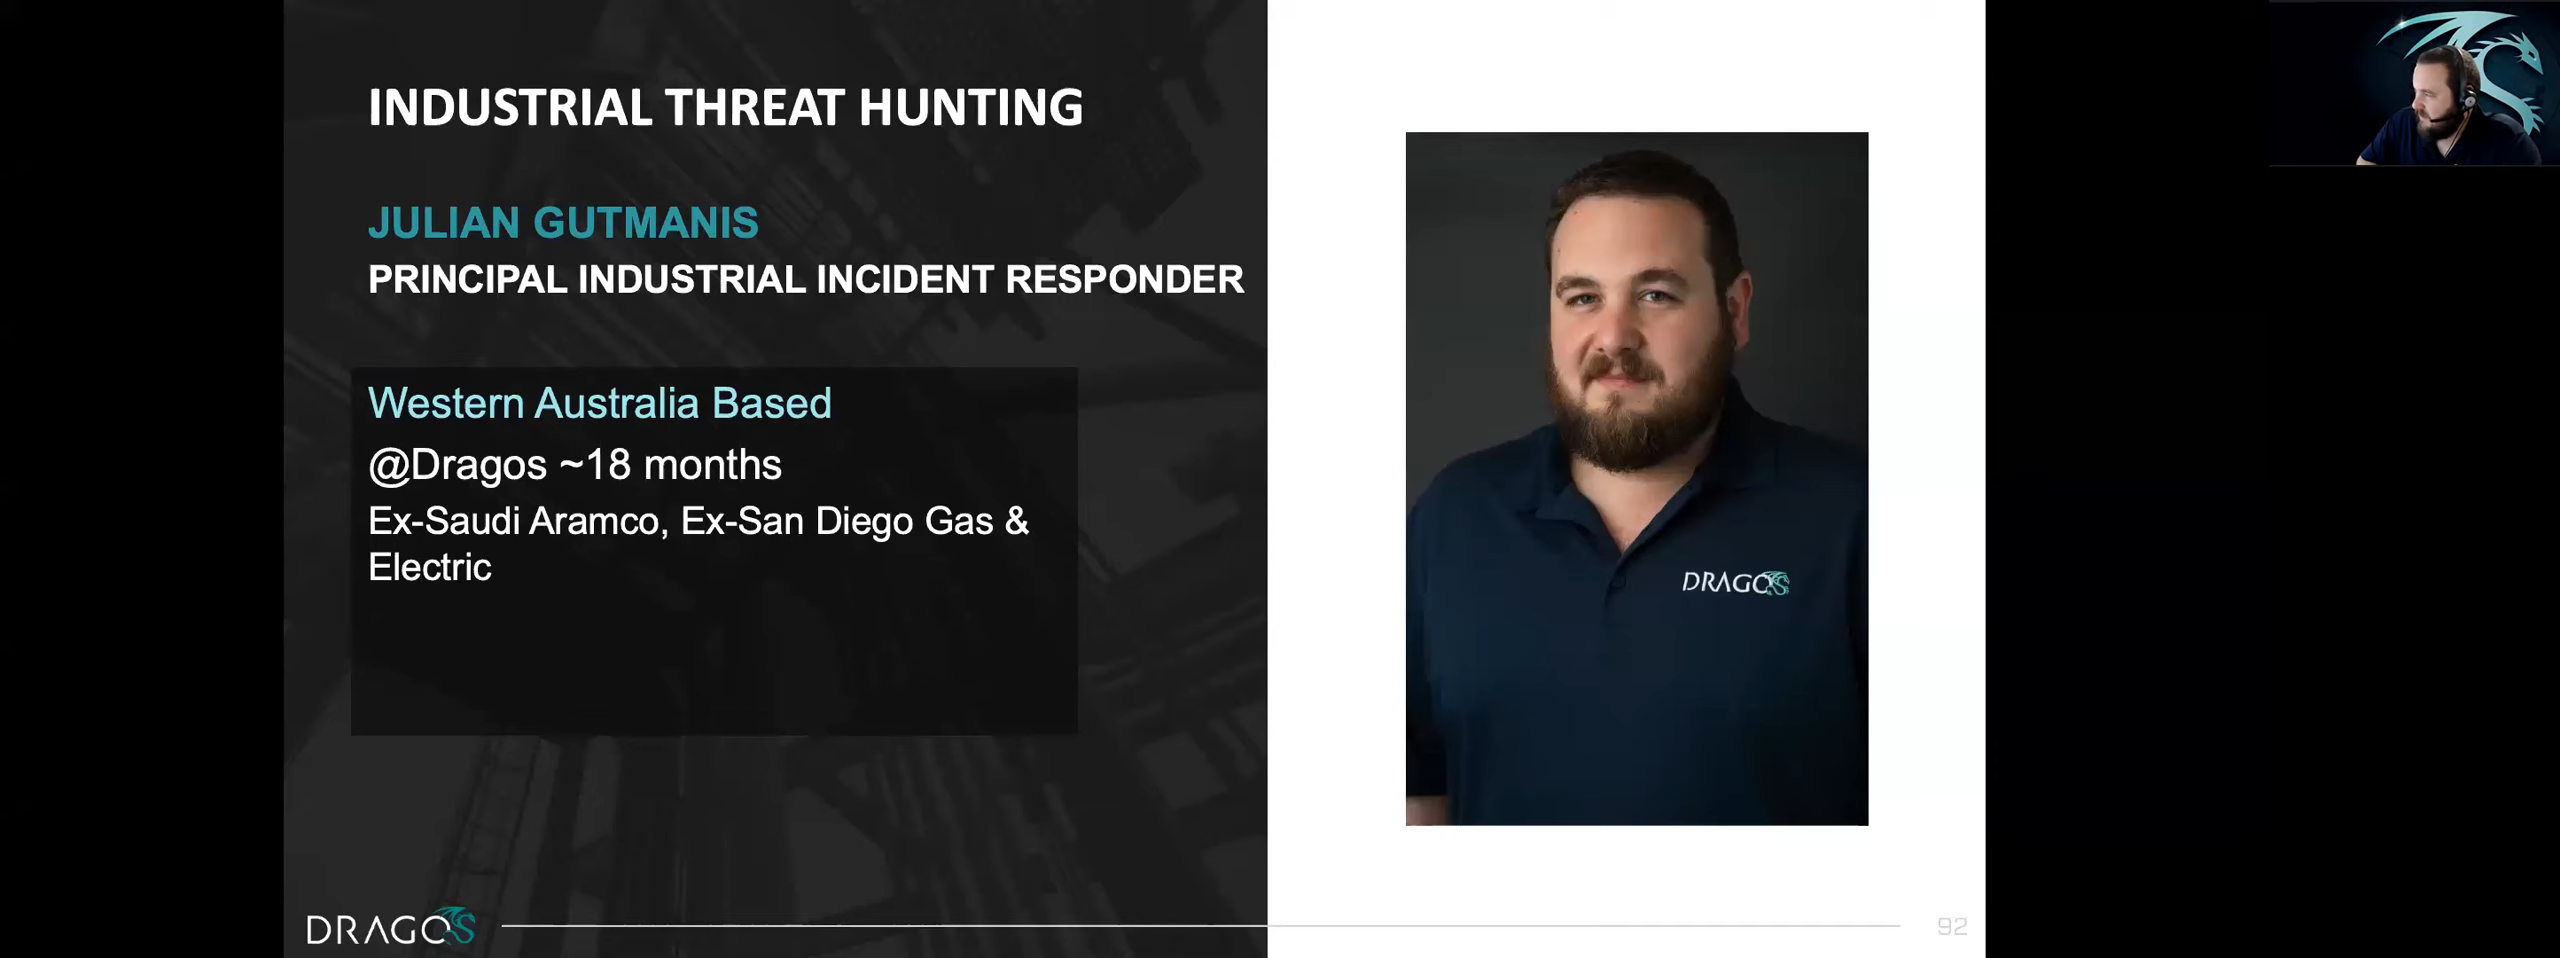 INDUSTRIAL THREAT HUNTING
JULIAN GUTMANIS
PRINCIPAL INDUSTRIAL INCIDENT RESPONDER
Western Australia Based
@Dragos ~18 months
Ex-Saudi Aramco, Ex-San Diego Gas &
Electric
DRAGOS
DRAGOS
92